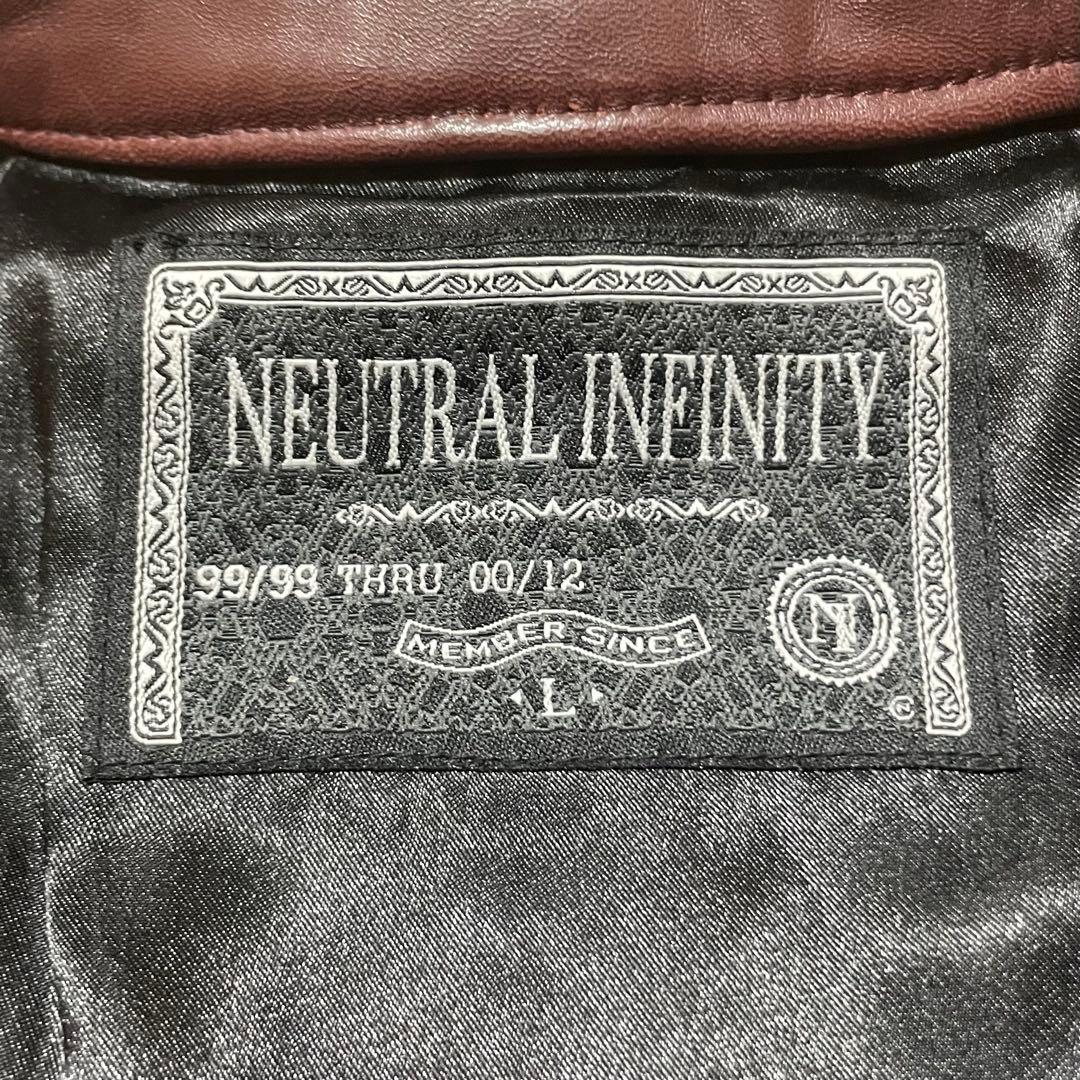 NEUTRAL INFINITY
99/99 THRU 00/12
MEMBER SINCE
L
NI
®